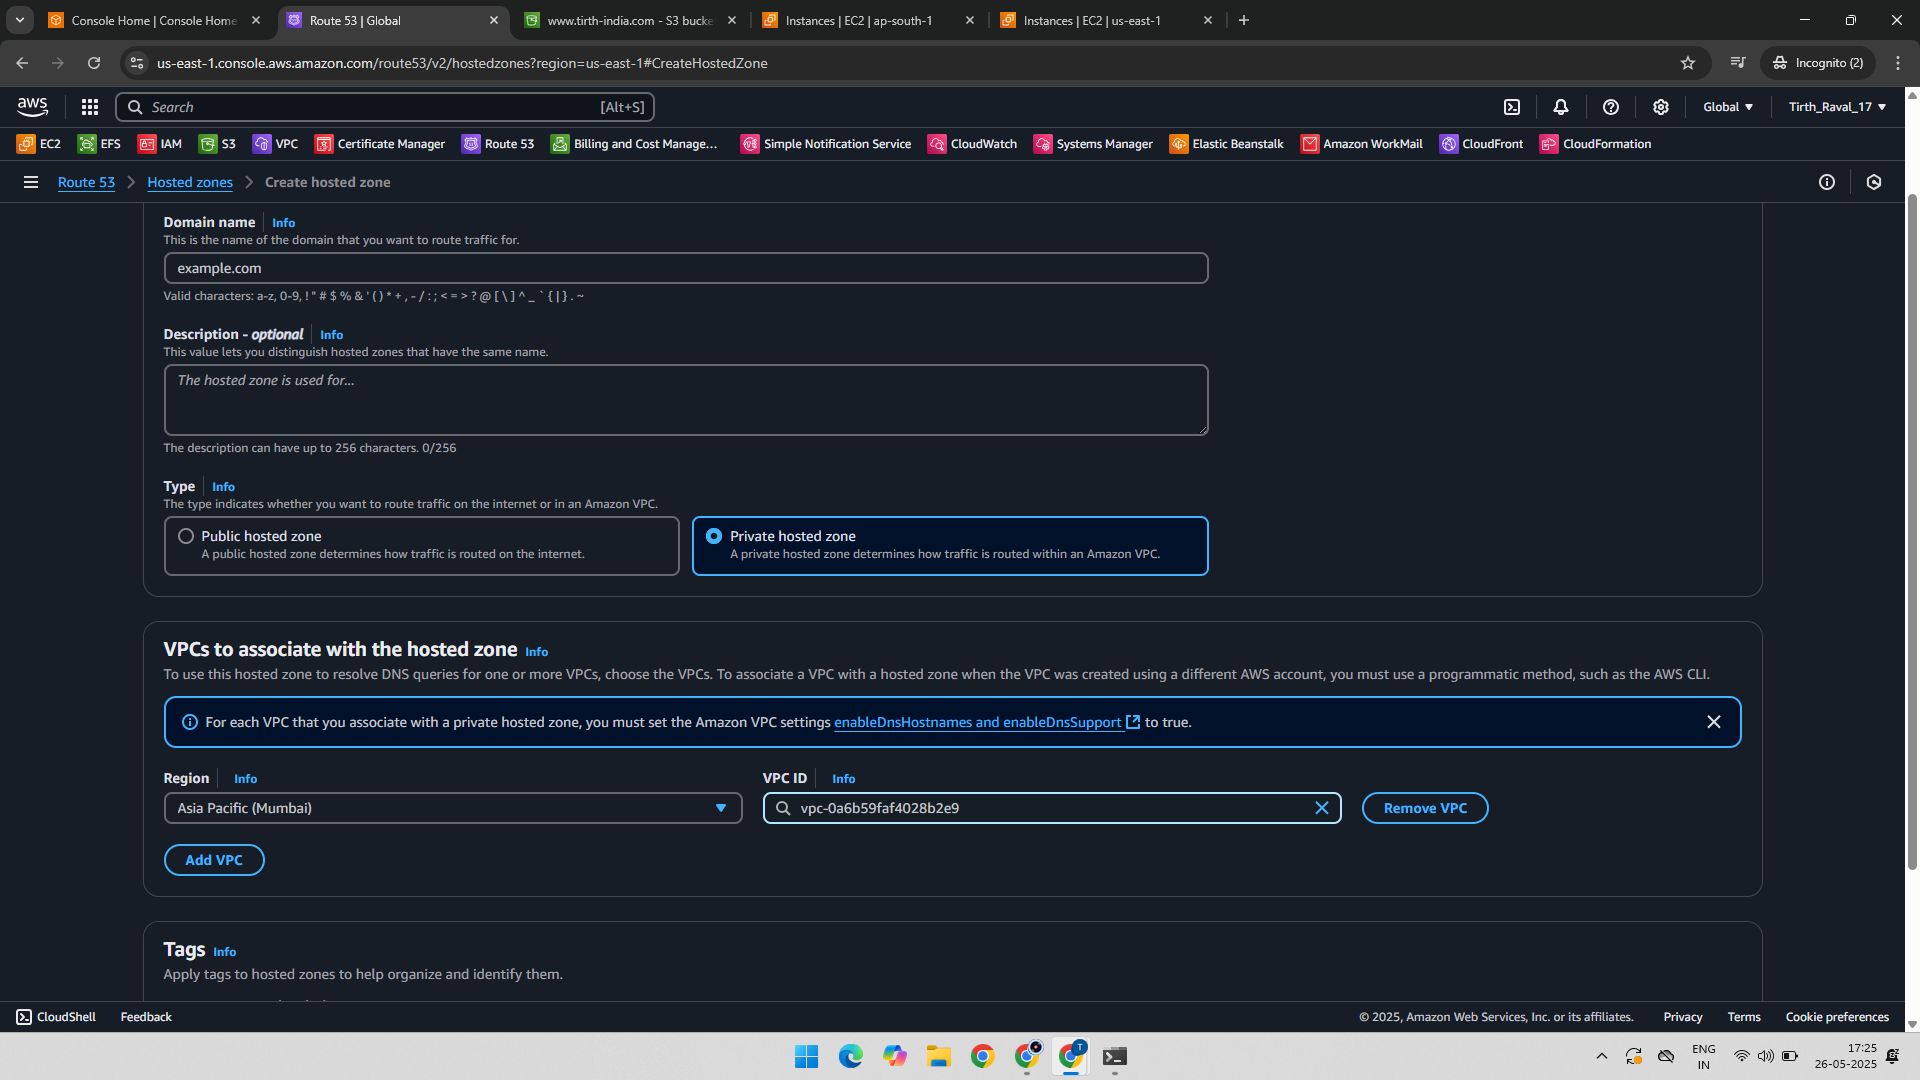 Console Home | Console Home
Route 53 | Global
www.tirth-india.com - S3 bucke
Instances | EC2 | ap-south-1
Instances | EC2 | us-east-1
us-east-1.console.aws.amazon.com/route53/v2/hostedzones?region=us-east-1#CreateHostedZone
Incognito (2)
aws
Search
[Alt+S]
Global
Tirth_Raval_17
EC2
EFS
IAM
S3
VPC
Certificate Manager
Route 53
Billing and Cost Manage...
Simple Notification Service
CloudWatch
Systems Manager
Elastic Beanstalk
Amazon WorkMail
CloudFront
CloudFormation
Route 53
Hosted zones
Create hosted zone
Domain name
Info
This is the name of the domain that you want to route traffic for.
example.com
Valid characters: a-z, 0-9, ! " # $ % & ' ( ) * + , - / : ; < = > ? @ [ \ ] ^ _ ` { | } . ~
Description - optional
Info
This value lets you distinguish hosted zones that have the same name.
The hosted zone is used for...
The description can have up to 256 characters. 0/256
Type
Info
The type indicates whether you want to route traffic on the internet or in an Amazon VPC.
Public hosted zone
A public hosted zone determines how traffic is routed on the internet.
Private hosted zone
A private hosted zone determines how traffic is routed within an Amazon VPC.
VPCs to associate with the hosted zone
Info
To use this hosted zone to resolve DNS queries for one or more VPCs, choose the VPCs. To associate a VPC with a hosted zone when the VPC was created using a different AWS account, you must use a programmatic method, such as the AWS CLI.
For each VPC that you associate with a private hosted zone, you must set the Amazon VPC settings enableDnsHostnames and enableDnsSupport to true.
Region
Info
VPC ID
Info
Asia Pacific (Mumbai)
vpc-0a6b59faf4028b2e9
Remove VPC
Add VPC
Tags
Info
Apply tags to hosted zones to help organize and identify them.
CloudShell
Feedback
© 2025, Amazon Web Services, Inc. or its affiliates.
Privacy
Terms
Cookie preferences
ENG
IN
17:25
26-05-2025